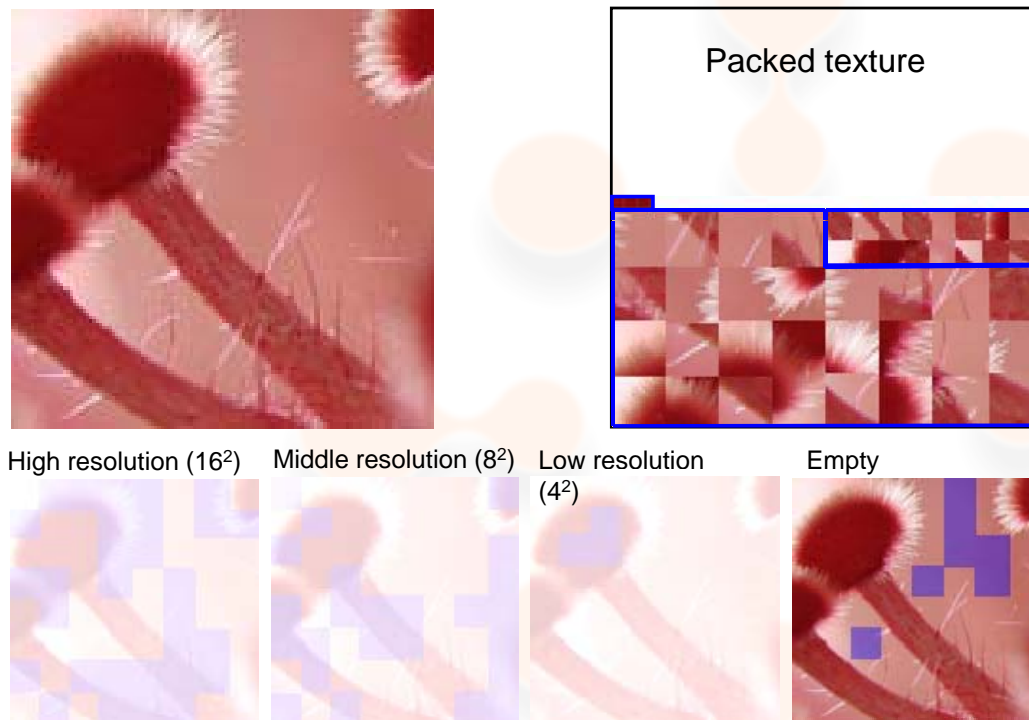 Packed texture
High resolution (16²)
Middle resolution (8²)
Low resolution
(4²)
Empty